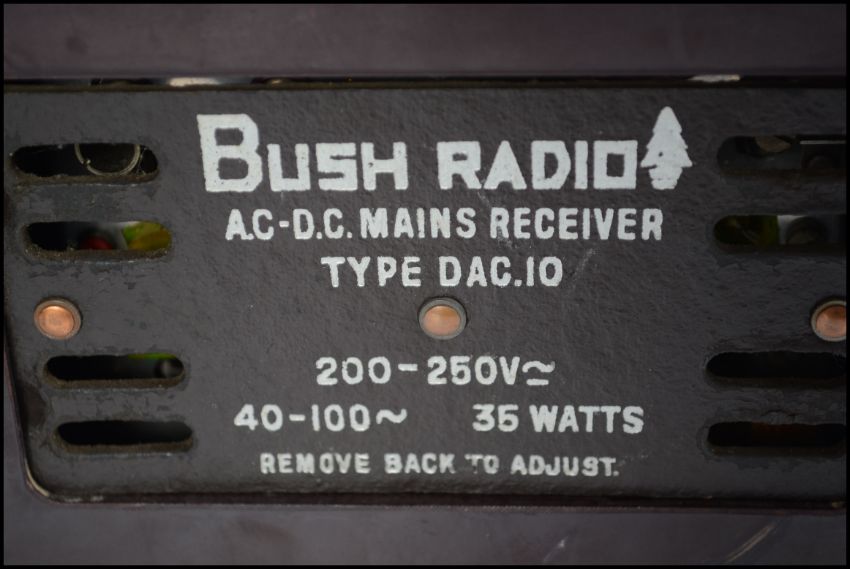 BUSH RADIO
A.C-D.C. MAINS RECEIVER
TYPE DAC.10
200-250V≂
40-100~ 35 WATTS
REMOVE BACK TO ADJUST.